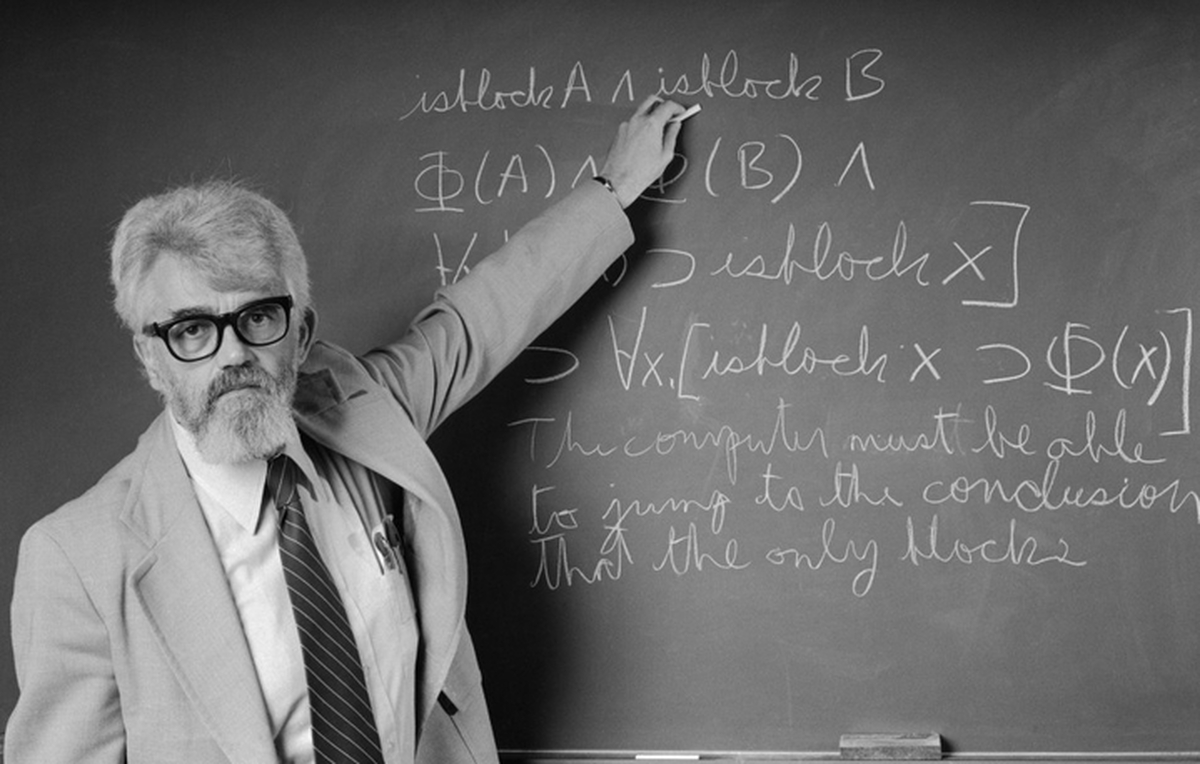 isblock A ∧ isblock B
Φ(A) ∧ Φ(B) ∧
∀ ) ⊃ isblock x]
⊃ ∀x.[isblock x ⊃ Φ(x)]
The computer must be able
to jump to the conclusion
that the only blocks